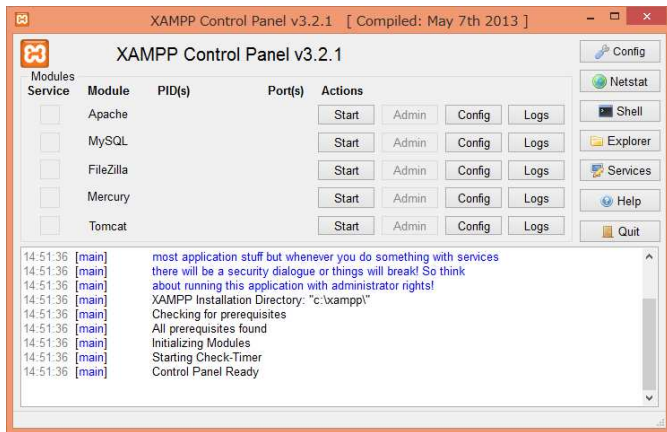 XAMPP Control Panel v3.2.1 [ Compiled: May 7th 2013 ]
XAMPP Control Panel v3.2.1
Config
Modules
Service Module PID(s) Port(s) Actions
Netstat
Apache Start Admin Config Logs
Shell
MySQL Start Admin Config Logs
Explorer
FileZilla Start Admin Config Logs
Services
Mercury Start Admin Config Logs
Help
Tomcat Start Admin Config Logs
Quit
14:51:36 [main] most application stuff but whenever you do something with services
14:51:36 [main] there will be a security dialogue or things will break! So think
14:51:36 [main] about running this application with administrator rights!
14:51:36 [main] XAMPP Installation Directory: "c:\xampp\"
14:51:36 [main] Checking for prerequisites
14:51:36 [main] All prerequisites found
14:51:36 [main] Initializing Modules
14:51:36 [main] Starting Check-Timer
14:51:36 [main] Control Panel Ready